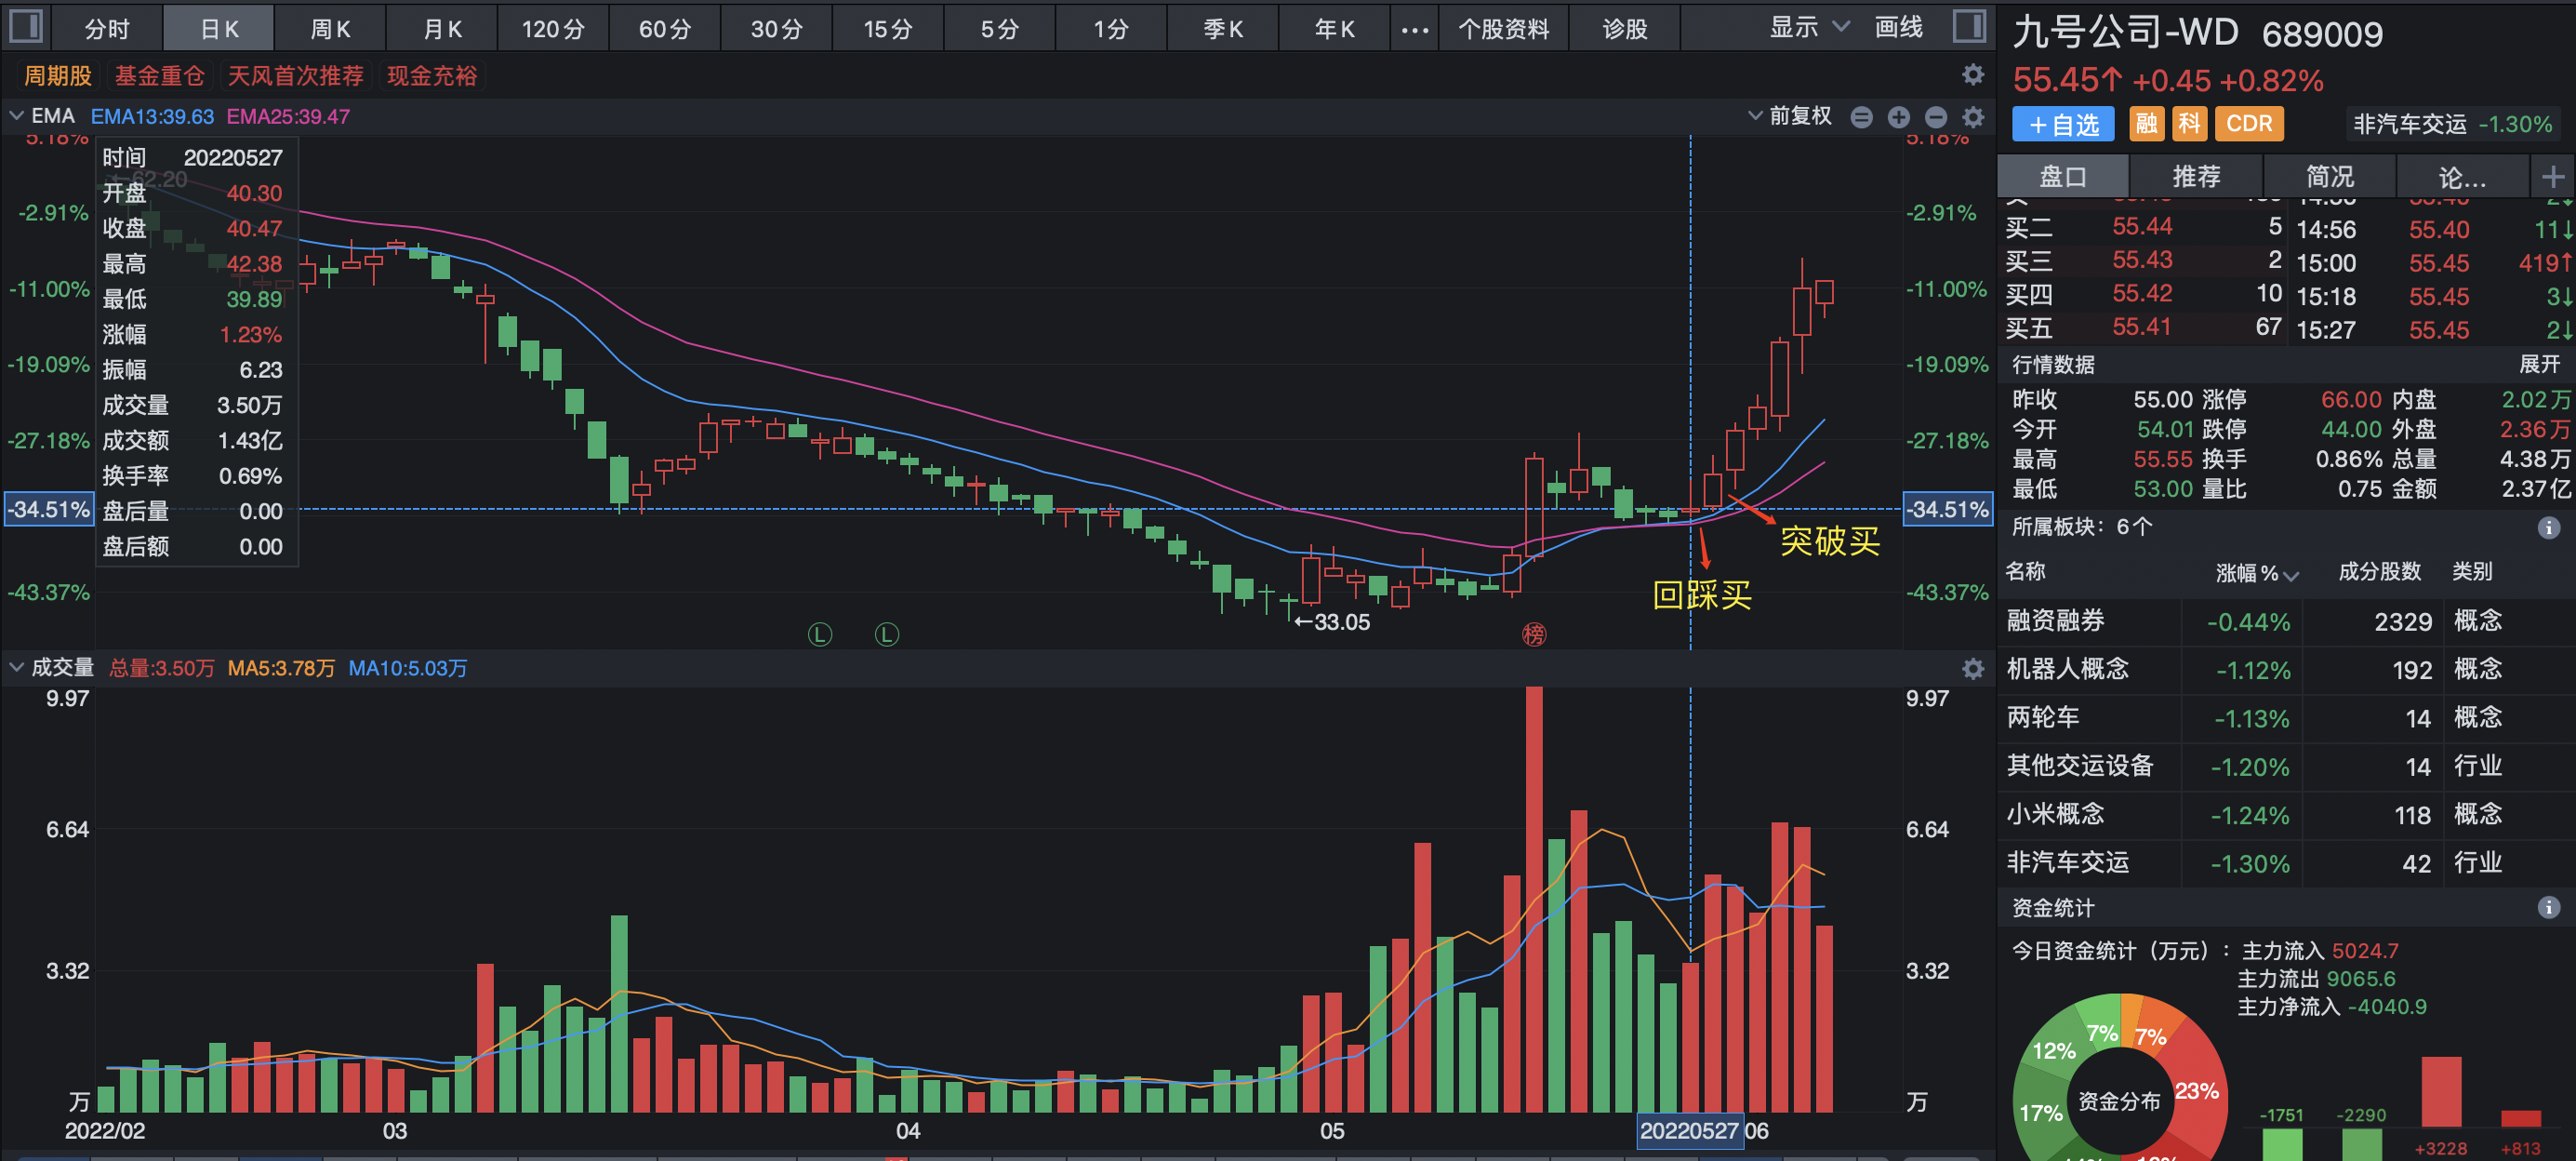 分时 日K 周K 月K 120分 60分 30分 15分 5分 1分 季K 年K ... 个股资料 诊股 显示 画线
周期股 基金重仓 天风首次推荐 现金充裕
EMA EMA13:39.63 EMA25:39.47 前复权
5.18% 5.18%
-2.91% -2.91%
-11.00% -11.00%
-19.09% -19.09%
-27.18% -27.18%
-34.51% -34.51%
-43.37% -43.37%
时间 20220527
←62.20
开盘 40.30
收盘 40.47
最高 42.38
最低 39.89
涨幅 1.23%
振幅 6.23
成交量 3.50万
成交额 1.43亿
换手率 0.69%
盘后量 0.00
盘后额 0.00
突破买
回踩买
←33.05
L L 榜
成交量 总量:3.50万 MA5:3.78万 MA10:5.03万
9.97 9.97
6.64 6.64
3.32 3.32
万 万
2022/02 03 04 05 20220527 06
九号公司-WD 689009
55.45↑ +0.45 +0.82%
+自选 融 科 CDR 非汽车交运 -1.30%
盘口 推荐 简况 论... +
买二 55.44 5 14:56 55.40 11↓
买三 55.43 2 15:00 55.45 419↑
买四 55.42 10 15:18 55.45 3↓
买五 55.41 67 15:27 55.45 2↓
行情数据 展开
昨收 55.00 涨停 66.00 内盘 2.02万
今开 54.01 跌停 44.00 外盘 2.36万
最高 55.55 换手 0.86% 总量 4.38万
最低 53.00 量比 0.75 金额 2.37亿
所属板块：6个
名称 涨幅% 成分股数 类别
融资融券 -0.44% 2329 概念
机器人概念 -1.12% 192 概念
两轮车 -1.13% 14 概念
其他交运设备 -1.20% 14 行业
小米概念 -1.24% 118 概念
非汽车交运 -1.30% 42 行业
资金统计
今日资金统计（万元）：主力流入 5024.7
主力流出 9065.6
主力净流入 -4040.9
7% 7%
12%
23%
17%
资金分布
-1751 -2290
+3228 +813